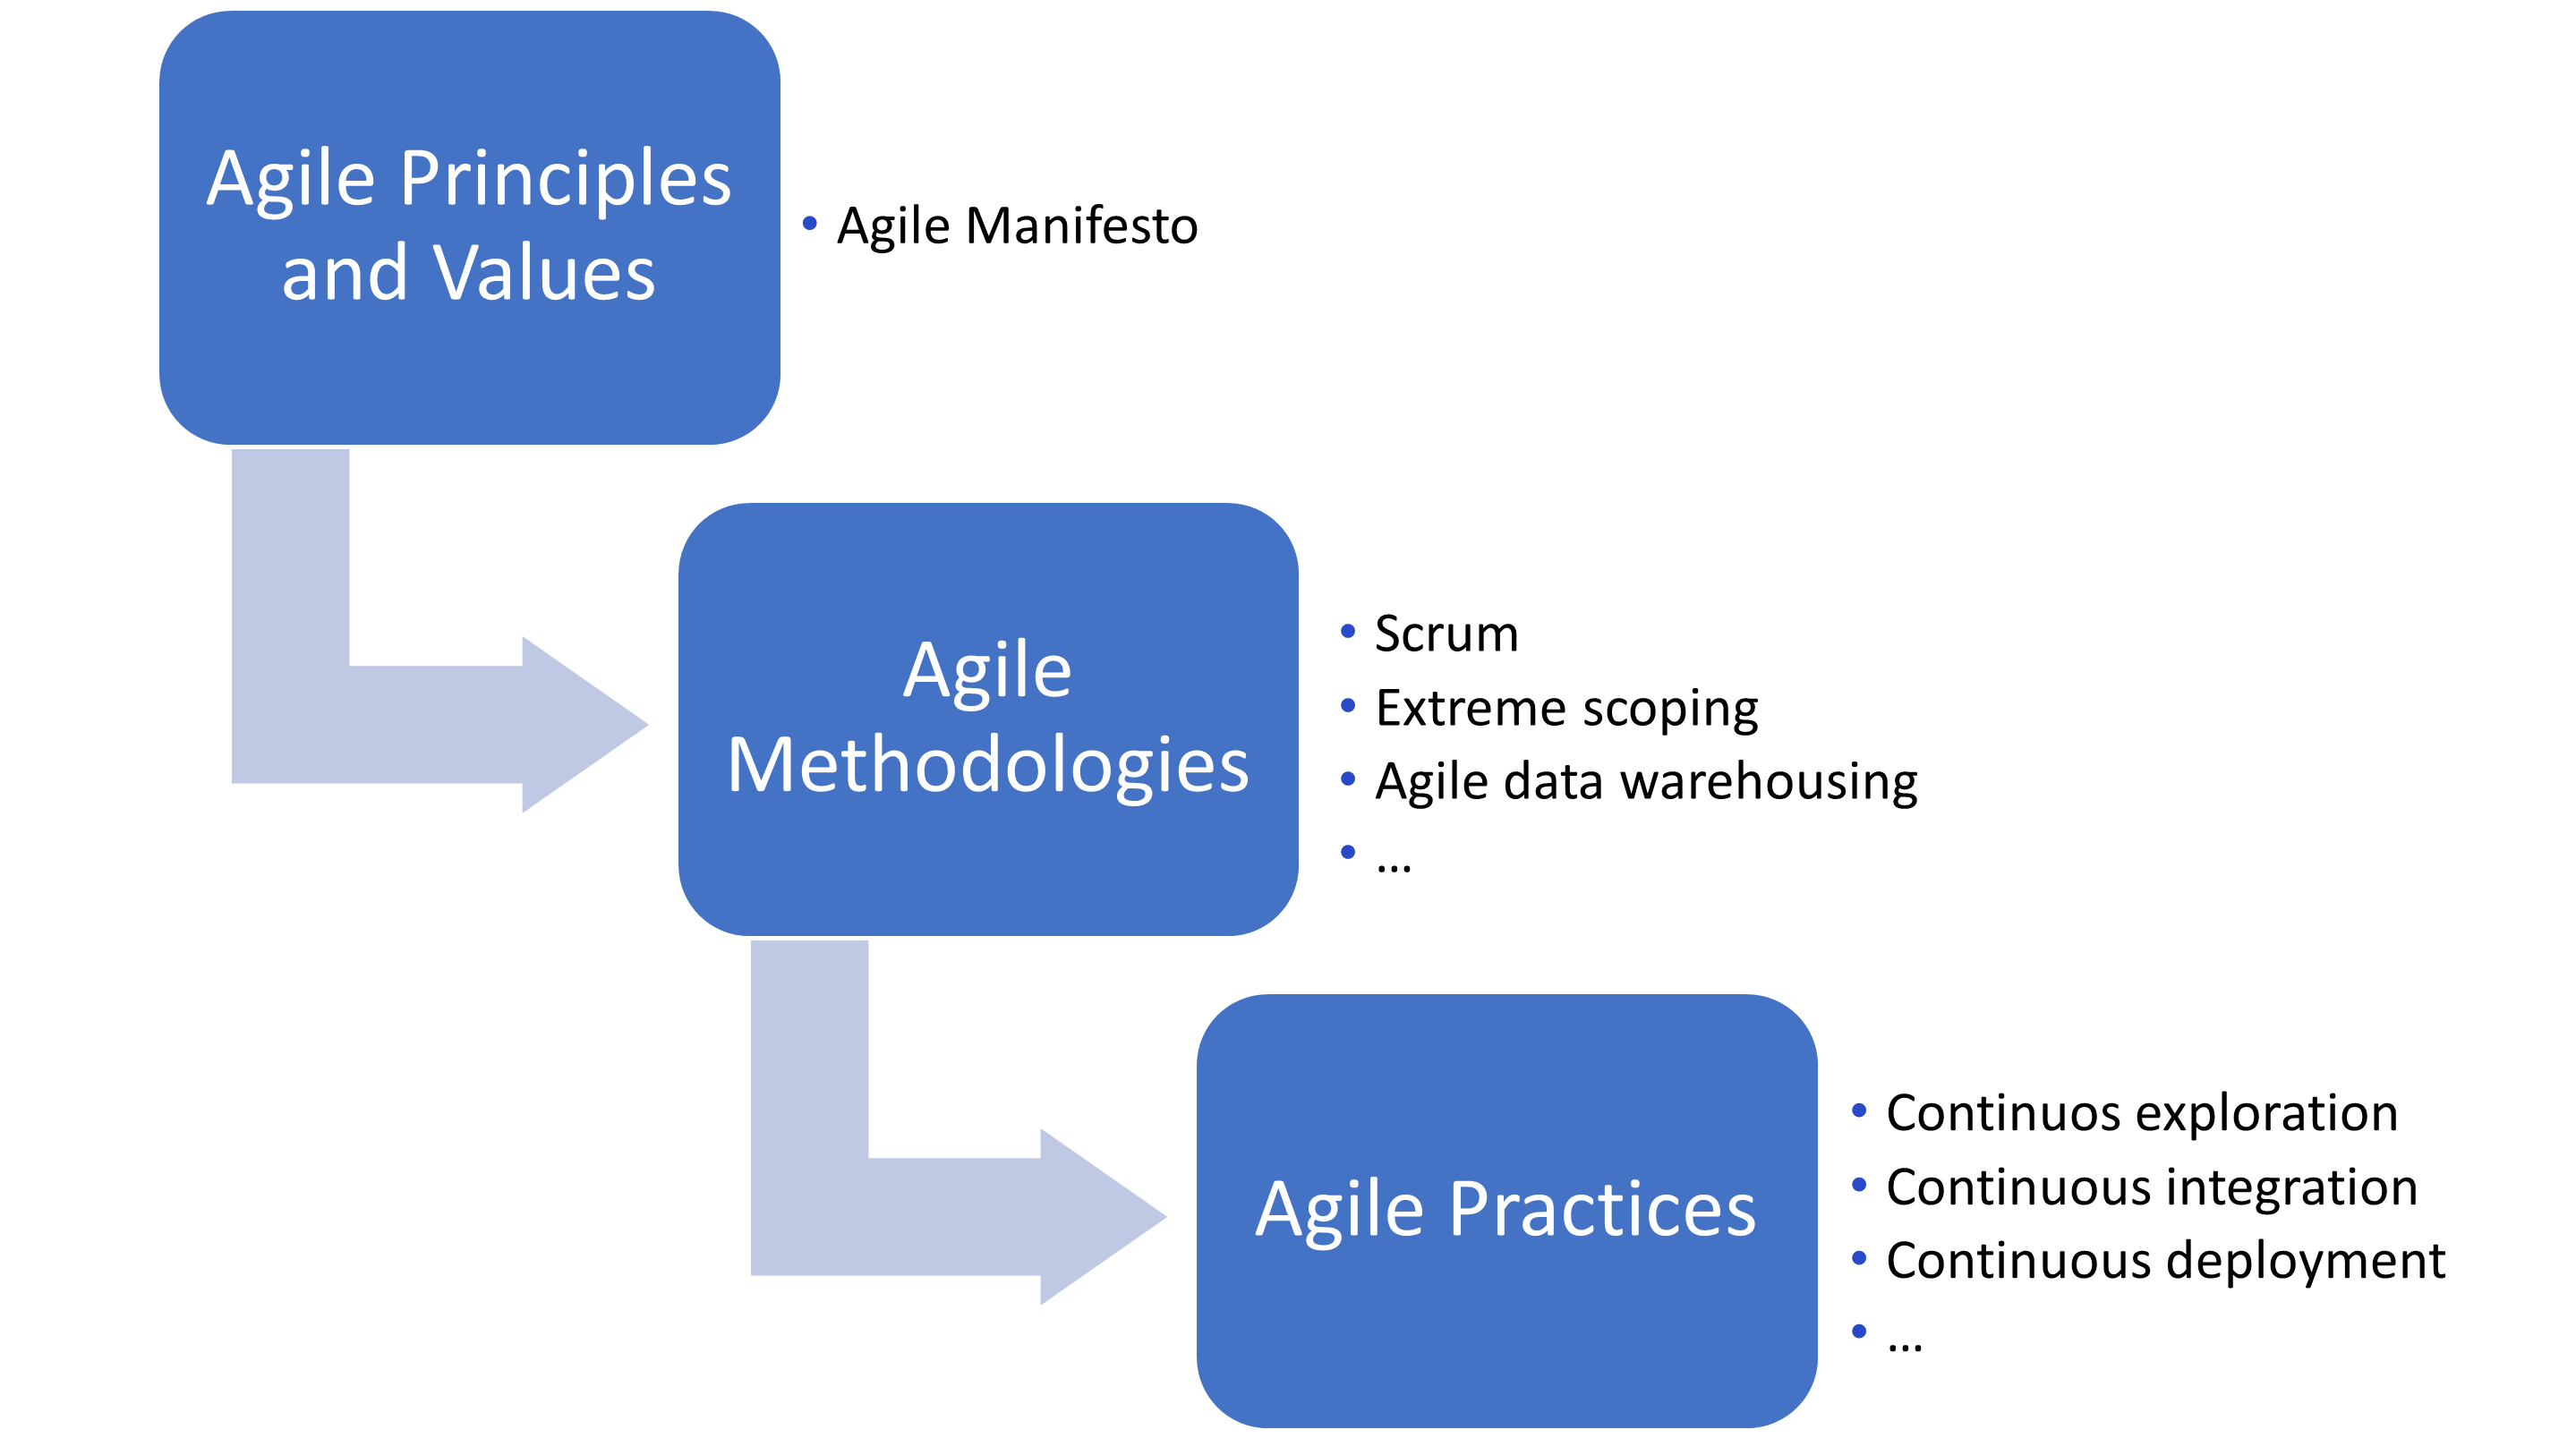 Agile Principles
and Values
• Agile Manifesto
Agile
Methodologies
• Scrum
• Extreme scoping
• Agile data warehousing
• ...
Agile Practices
• Continuos exploration
• Continuous integration
• Continuous deployment
• ...